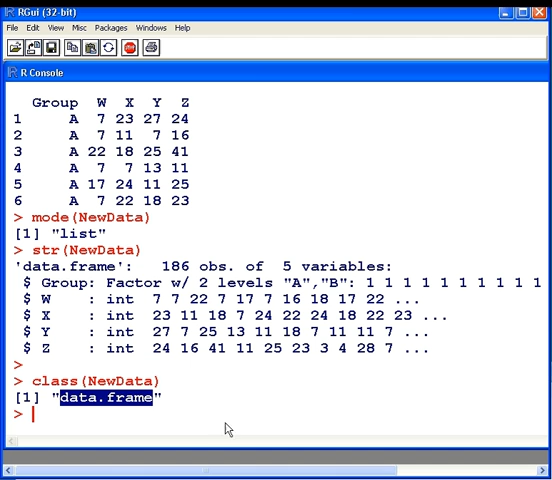 RGui (32-bit)
File Edit View Misc Packages Windows Help
STOP
R Console
Group W X Y Z
1 A 7 23 27 24
2 A 7 11 7 16
3 A 22 18 25 41
4 A 7 7 13 11
5 A 17 24 11 25
6 A 7 22 18 23
> mode(NewData)
[1] "list"
> str(NewData)
'data.frame': 186 obs. of 5 variables:
$ Group: Factor w/ 2 levels "A","B": 1 1 1 1 1 1 1 1 1 1
$ W : int 7 7 22 7 17 7 16 18 17 22 ...
$ X : int 23 11 18 7 24 22 24 18 22 23 ...
$ Y : int 27 7 25 13 11 18 7 11 11 7 ...
$ Z : int 24 16 41 11 25 23 3 4 28 7 ...
>
> class(NewData)
[1] "data.frame"
>